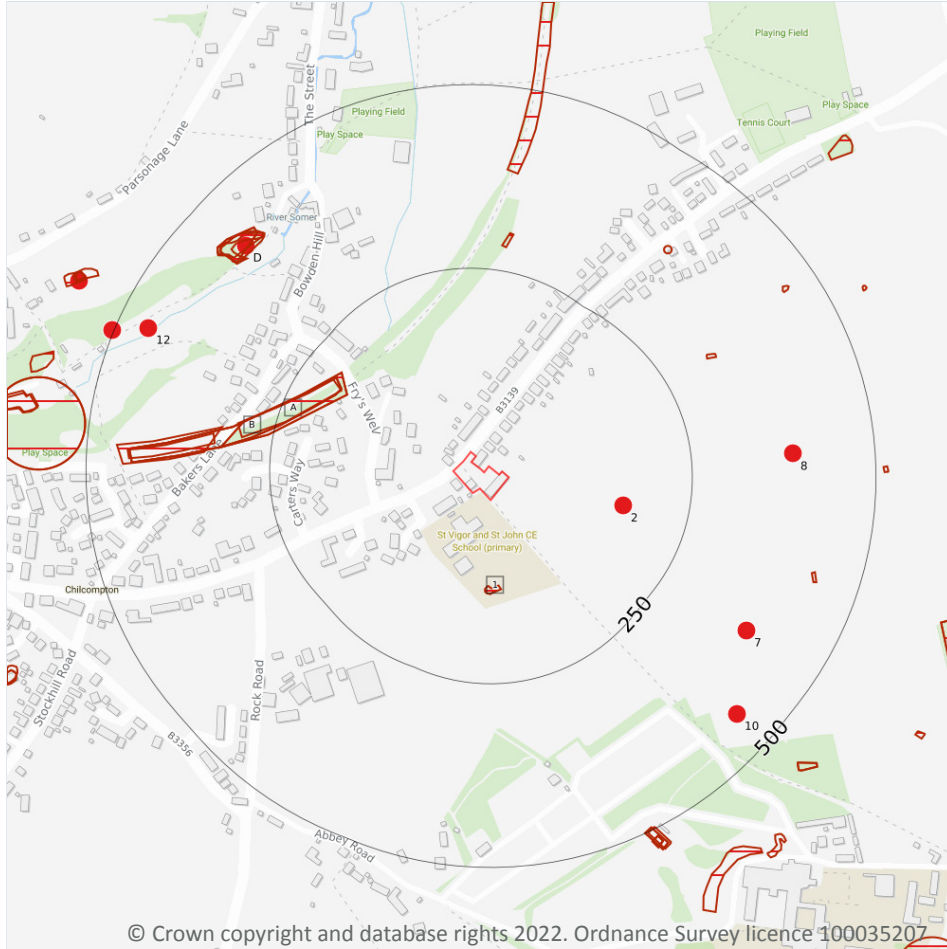 Playing Field
The Street
Playing Field
Play Space
Play Space
Tennis Court
Parsonage Lane
River Somer
D
Bowden Hill
12
A
B
Fry's Well
B3139
Play Space
Bakers Lane
Carters Way
8
2
St Vigor and St John CE
School (primary)
1
Chilcompton
250
7
Stockhill Road
Rock Road
10
500
B3356
Abbey Road
© Crown copyright and database rights 2022. Ordnance Survey licence 100035207